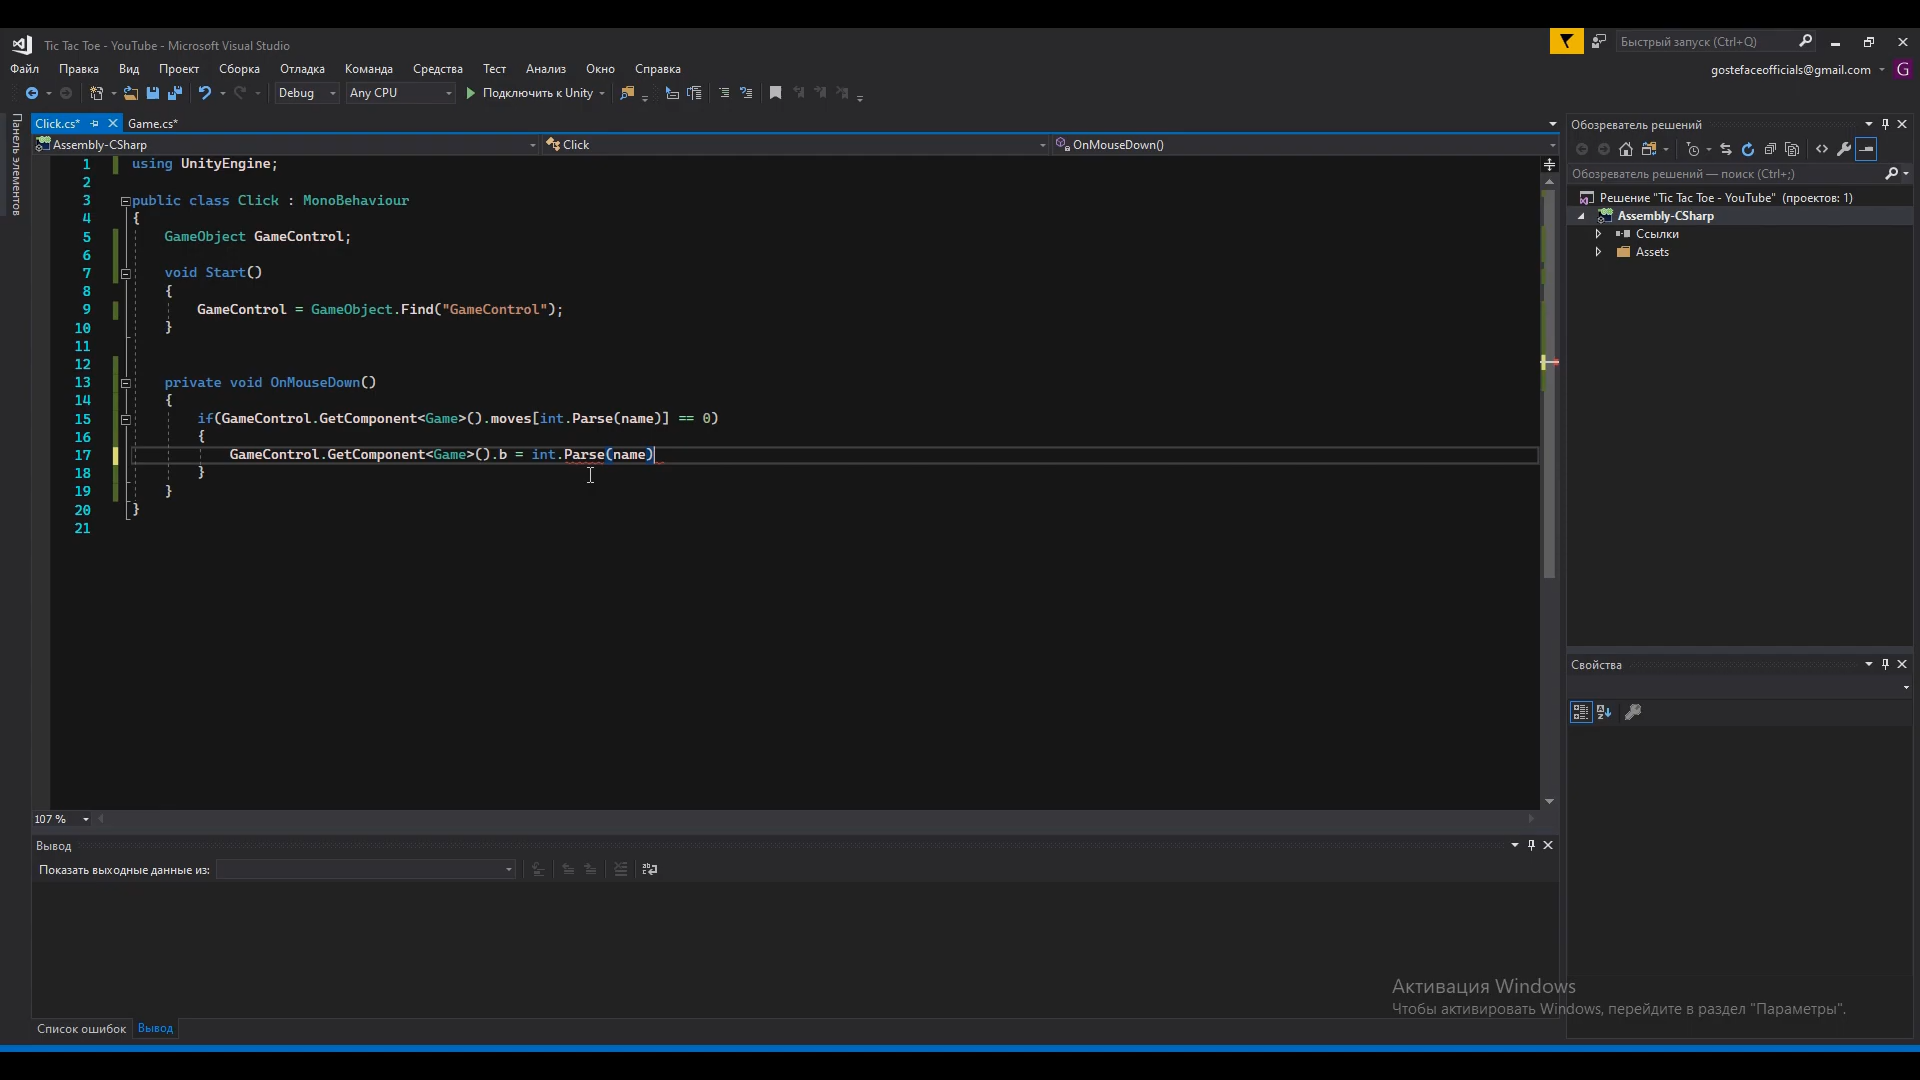 Tic Tac Toe - YouTube - Microsoft Visual Studio
Быстрый запуск (Ctrl+Q)
Файл Правка Вид Проект Сборка Отладка Команда Средства Тест Анализ Окно Справка
gostefaceofficials@gmail.com G
Debug Any CPU Подключить к Unity
Панель элементов
Click.cs* Game.cs*
Assembly-CSharp Click OnMouseDown()
1 using UnityEngine;
2
3 public class Click : MonoBehaviour
4 {
5 GameObject GameControl;
6
7 void Start()
8 {
9 GameControl = GameObject.Find("GameControl");
10 }
11
12
13 private void OnMouseDown()
14 {
15 if(GameControl.GetComponent<Game>().moves[int.Parse(name)] == 0)
16 {
17 GameControl.GetComponent<Game>().b = int.Parse(name)
18 }
19 }
20 }
21
107 %
Вывод
Показать выходные данные из:
Список ошибок Вывод
Обозреватель решений
Обозреватель решений — поиск (Ctrl+;)
Решение "Tic Tac Toe - YouTube" (проектов: 1)
Assembly-CSharp
Ссылки
Assets
Свойства
Активация Windows
Чтобы активировать Windows, перейдите в раздел "Параметры".